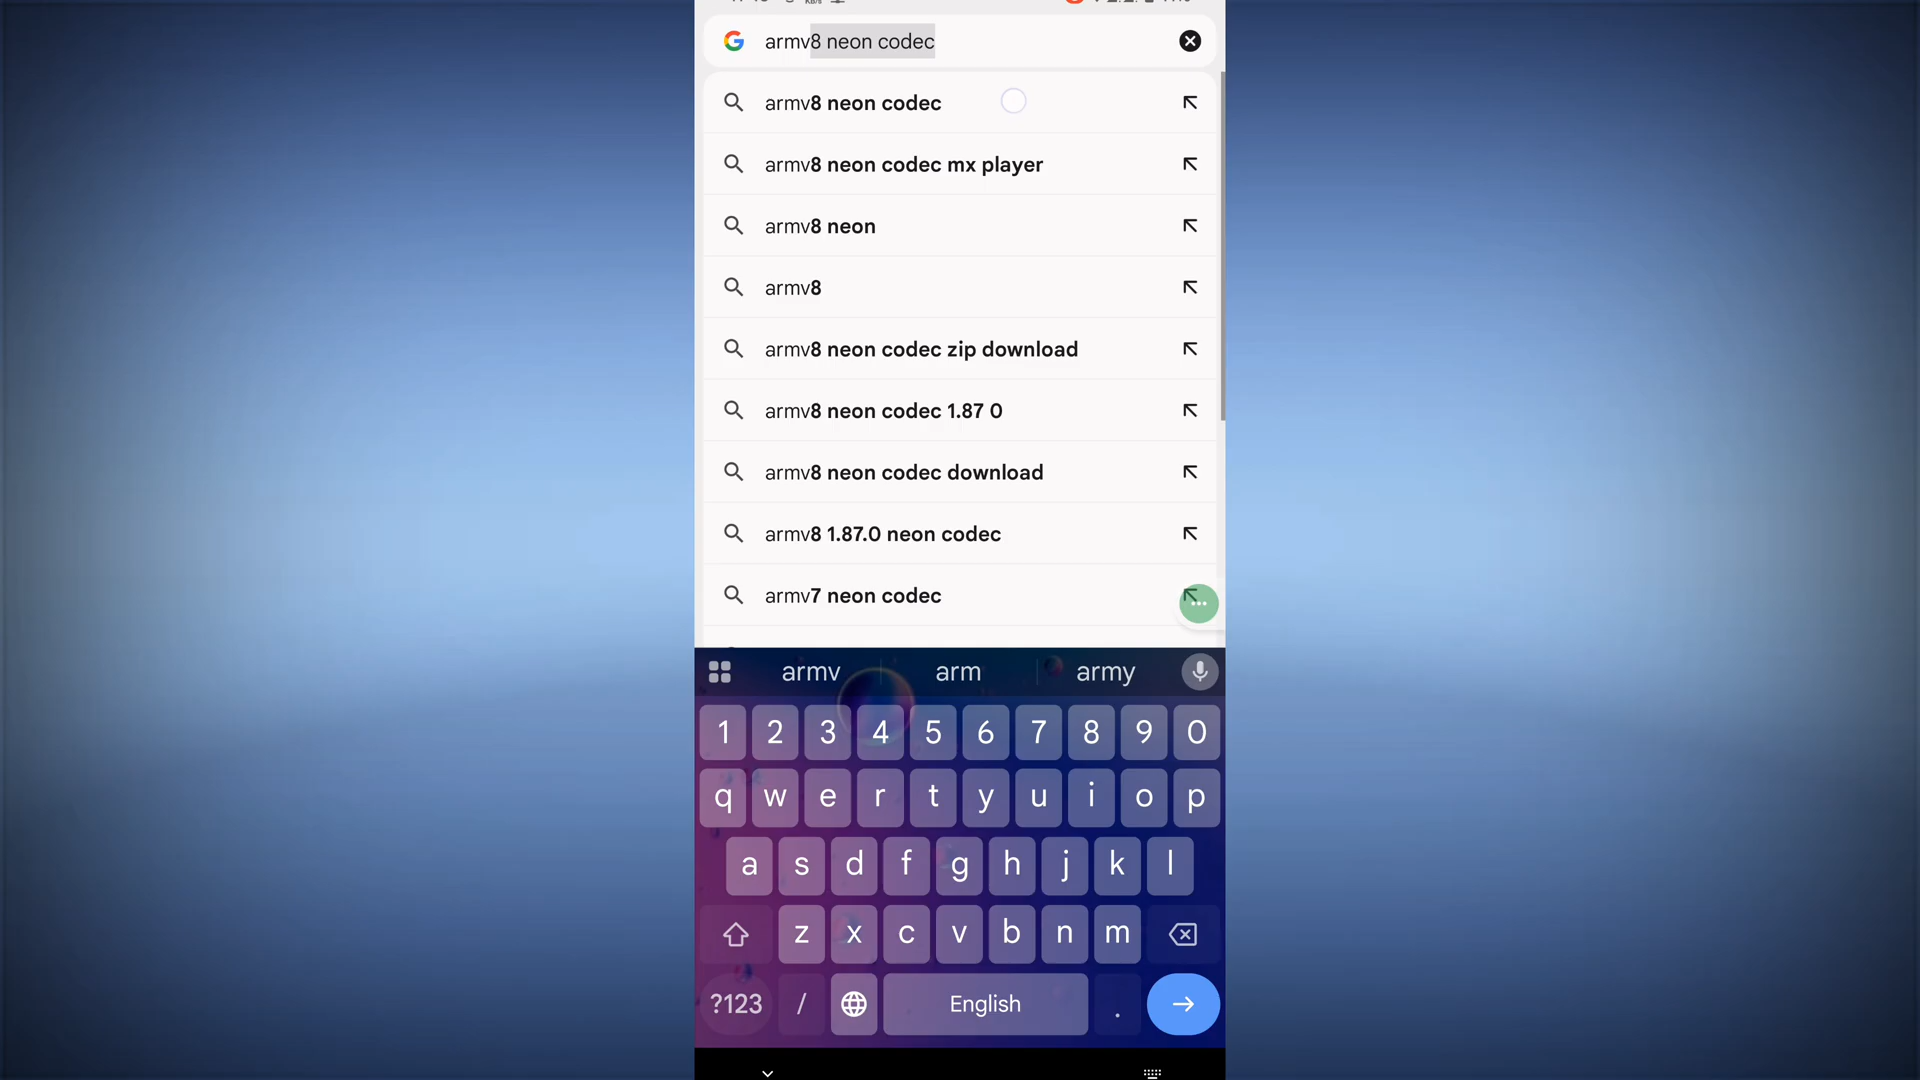 armv8 neon codec
armv8 neon codec
armv8 neon codec mx player
armv8 neon
armv8
armv8 neon codec zip download
armv8 neon codec 1.87 0
armv8 neon codec download
armv8 1.87.0 neon codec
armv7 neon codec
armv arm army
1 2 3 4 5 6 7 8 9 0
q w e r t y u i o p
a s d f g h j k l
z x c v b n m
?123 / English .